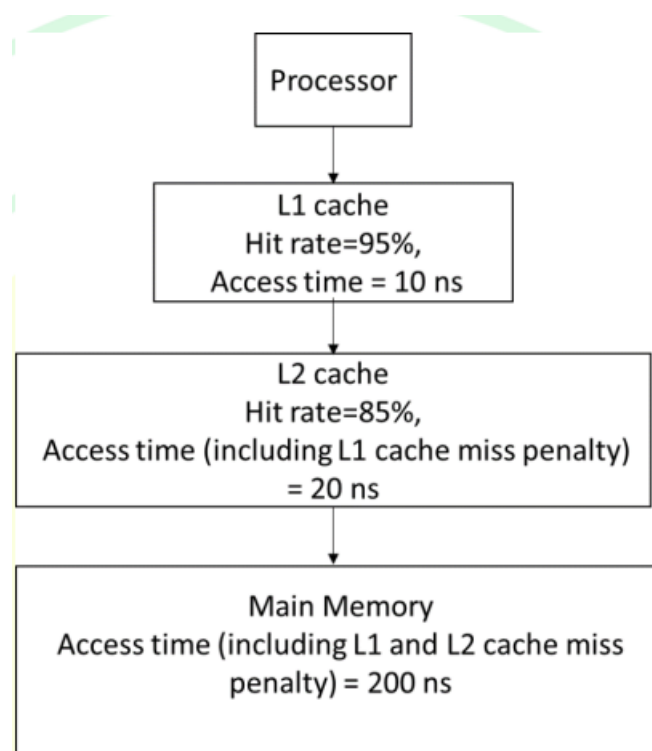 Processor
L1 cache
Hit rate=95%,
Access time = 10 ns
L2 cache
Hit rate=85%,
Access time (including L1 cache miss penalty)
= 20 ns
Main Memory
Access time (including L1 and L2 cache miss
penalty) = 200 ns